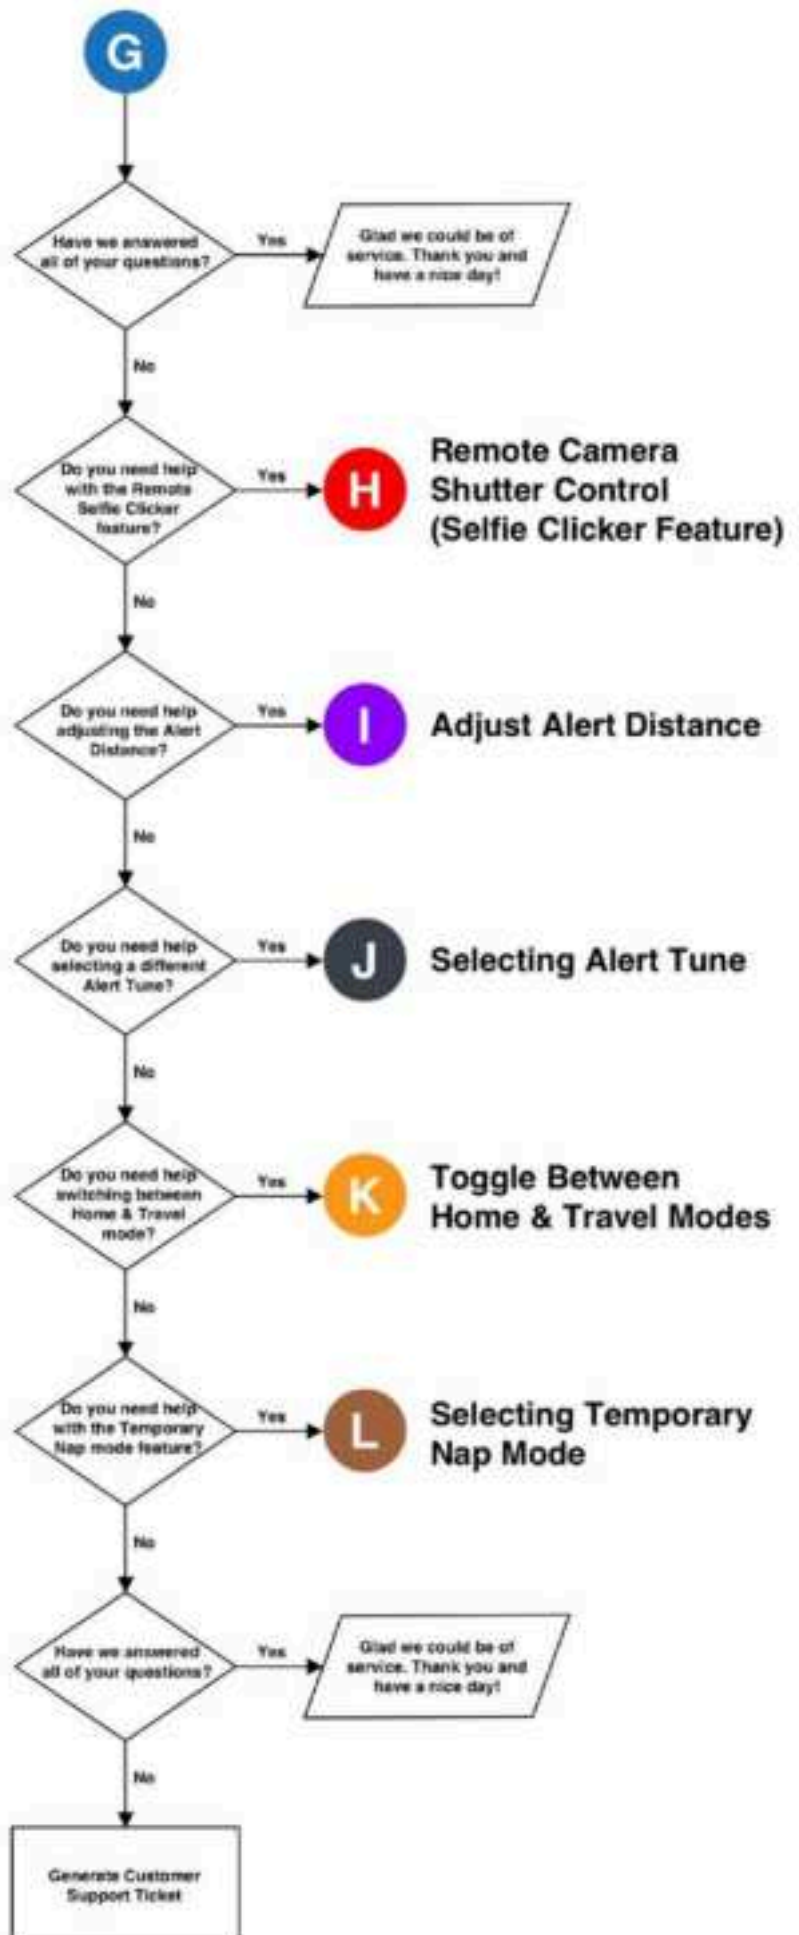 G
Have we answered
all of your questions?
Yes
Glad we could be of
service. Thank you and
have a nice day!
No
Do you need help
with the Remote
Selfie Clicker
feature?
Yes
H
Remote Camera
Shutter Control
(Selfie Clicker Feature)
No
Do you need help
adjusting the Alert
Distance?
Yes
I
Adjust Alert Distance
No
Do you need help
selecting a different
Alert Tune?
Yes
J
Selecting Alert Tune
No
Do you need help
switching between
Home & Travel
mode?
Yes
K
Toggle Between
Home & Travel Modes
No
Do you need help
with the Temporary
Nap mode feature?
Yes
L
Selecting Temporary
Nap Mode
No
Have we answered
all of your questions?
Yes
Glad we could be of
service. Thank you and
have a nice day!
No
Generate Customer
Support Ticket